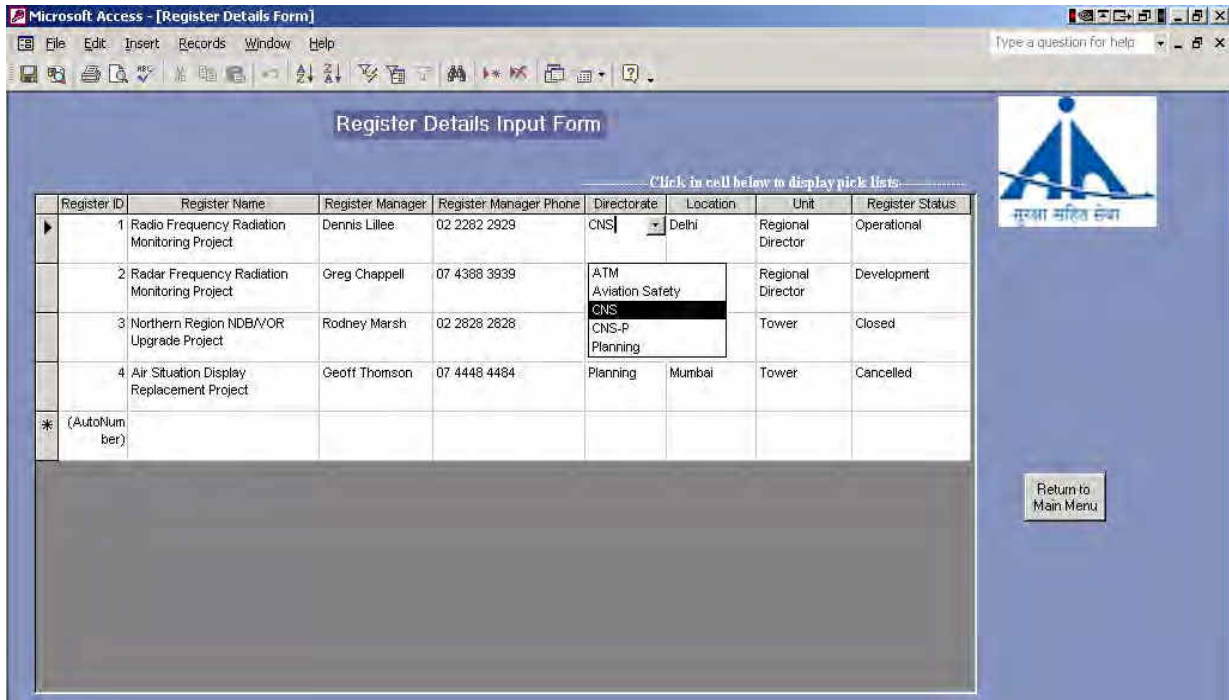 Microsoft Access - [Register Details Form]
File Edit Insert Records Window Help
Type a question for help
Register Details Input Form
Click in cell below to display pick lists
Register ID Register Name Register Manager Register Manager Phone Directorate Location Unit Register Status
1 Radio Frequency Radiation Monitoring Project Dennis Lillee 02 2282 2929 CNS Delhi Regional Director Operational
2 Radar Frequency Radiation Monitoring Project Greg Chappell 07 4388 3939 Regional Director Development
3 Northern Region NDB/VOR Upgrade Project Rodney Marsh 02 2828 2828 Tower Closed
ATM
Aviation Safety
CNS
CNS-P
Planning
4 Air Situation Display Replacement Project Geoff Thomson 07 4448 4484 Planning Mumbai Tower Cancelled
(AutoNumber)
सुरक्षा सहित सेवा
Return to
Main Menu